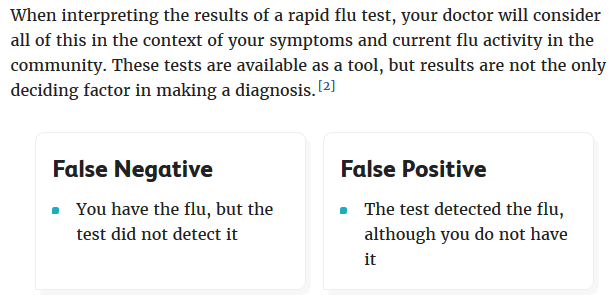 When interpreting the results of a rapid flu test, your doctor will consider
all of this in the context of your symptoms and current flu activity in the
community. These tests are available as a tool, but results are not the only
deciding factor in making a diagnosis. [2]
False Negative
You have the flu, but the
test did not detect it
False Positive
The test detected the flu,
although you do not have
it